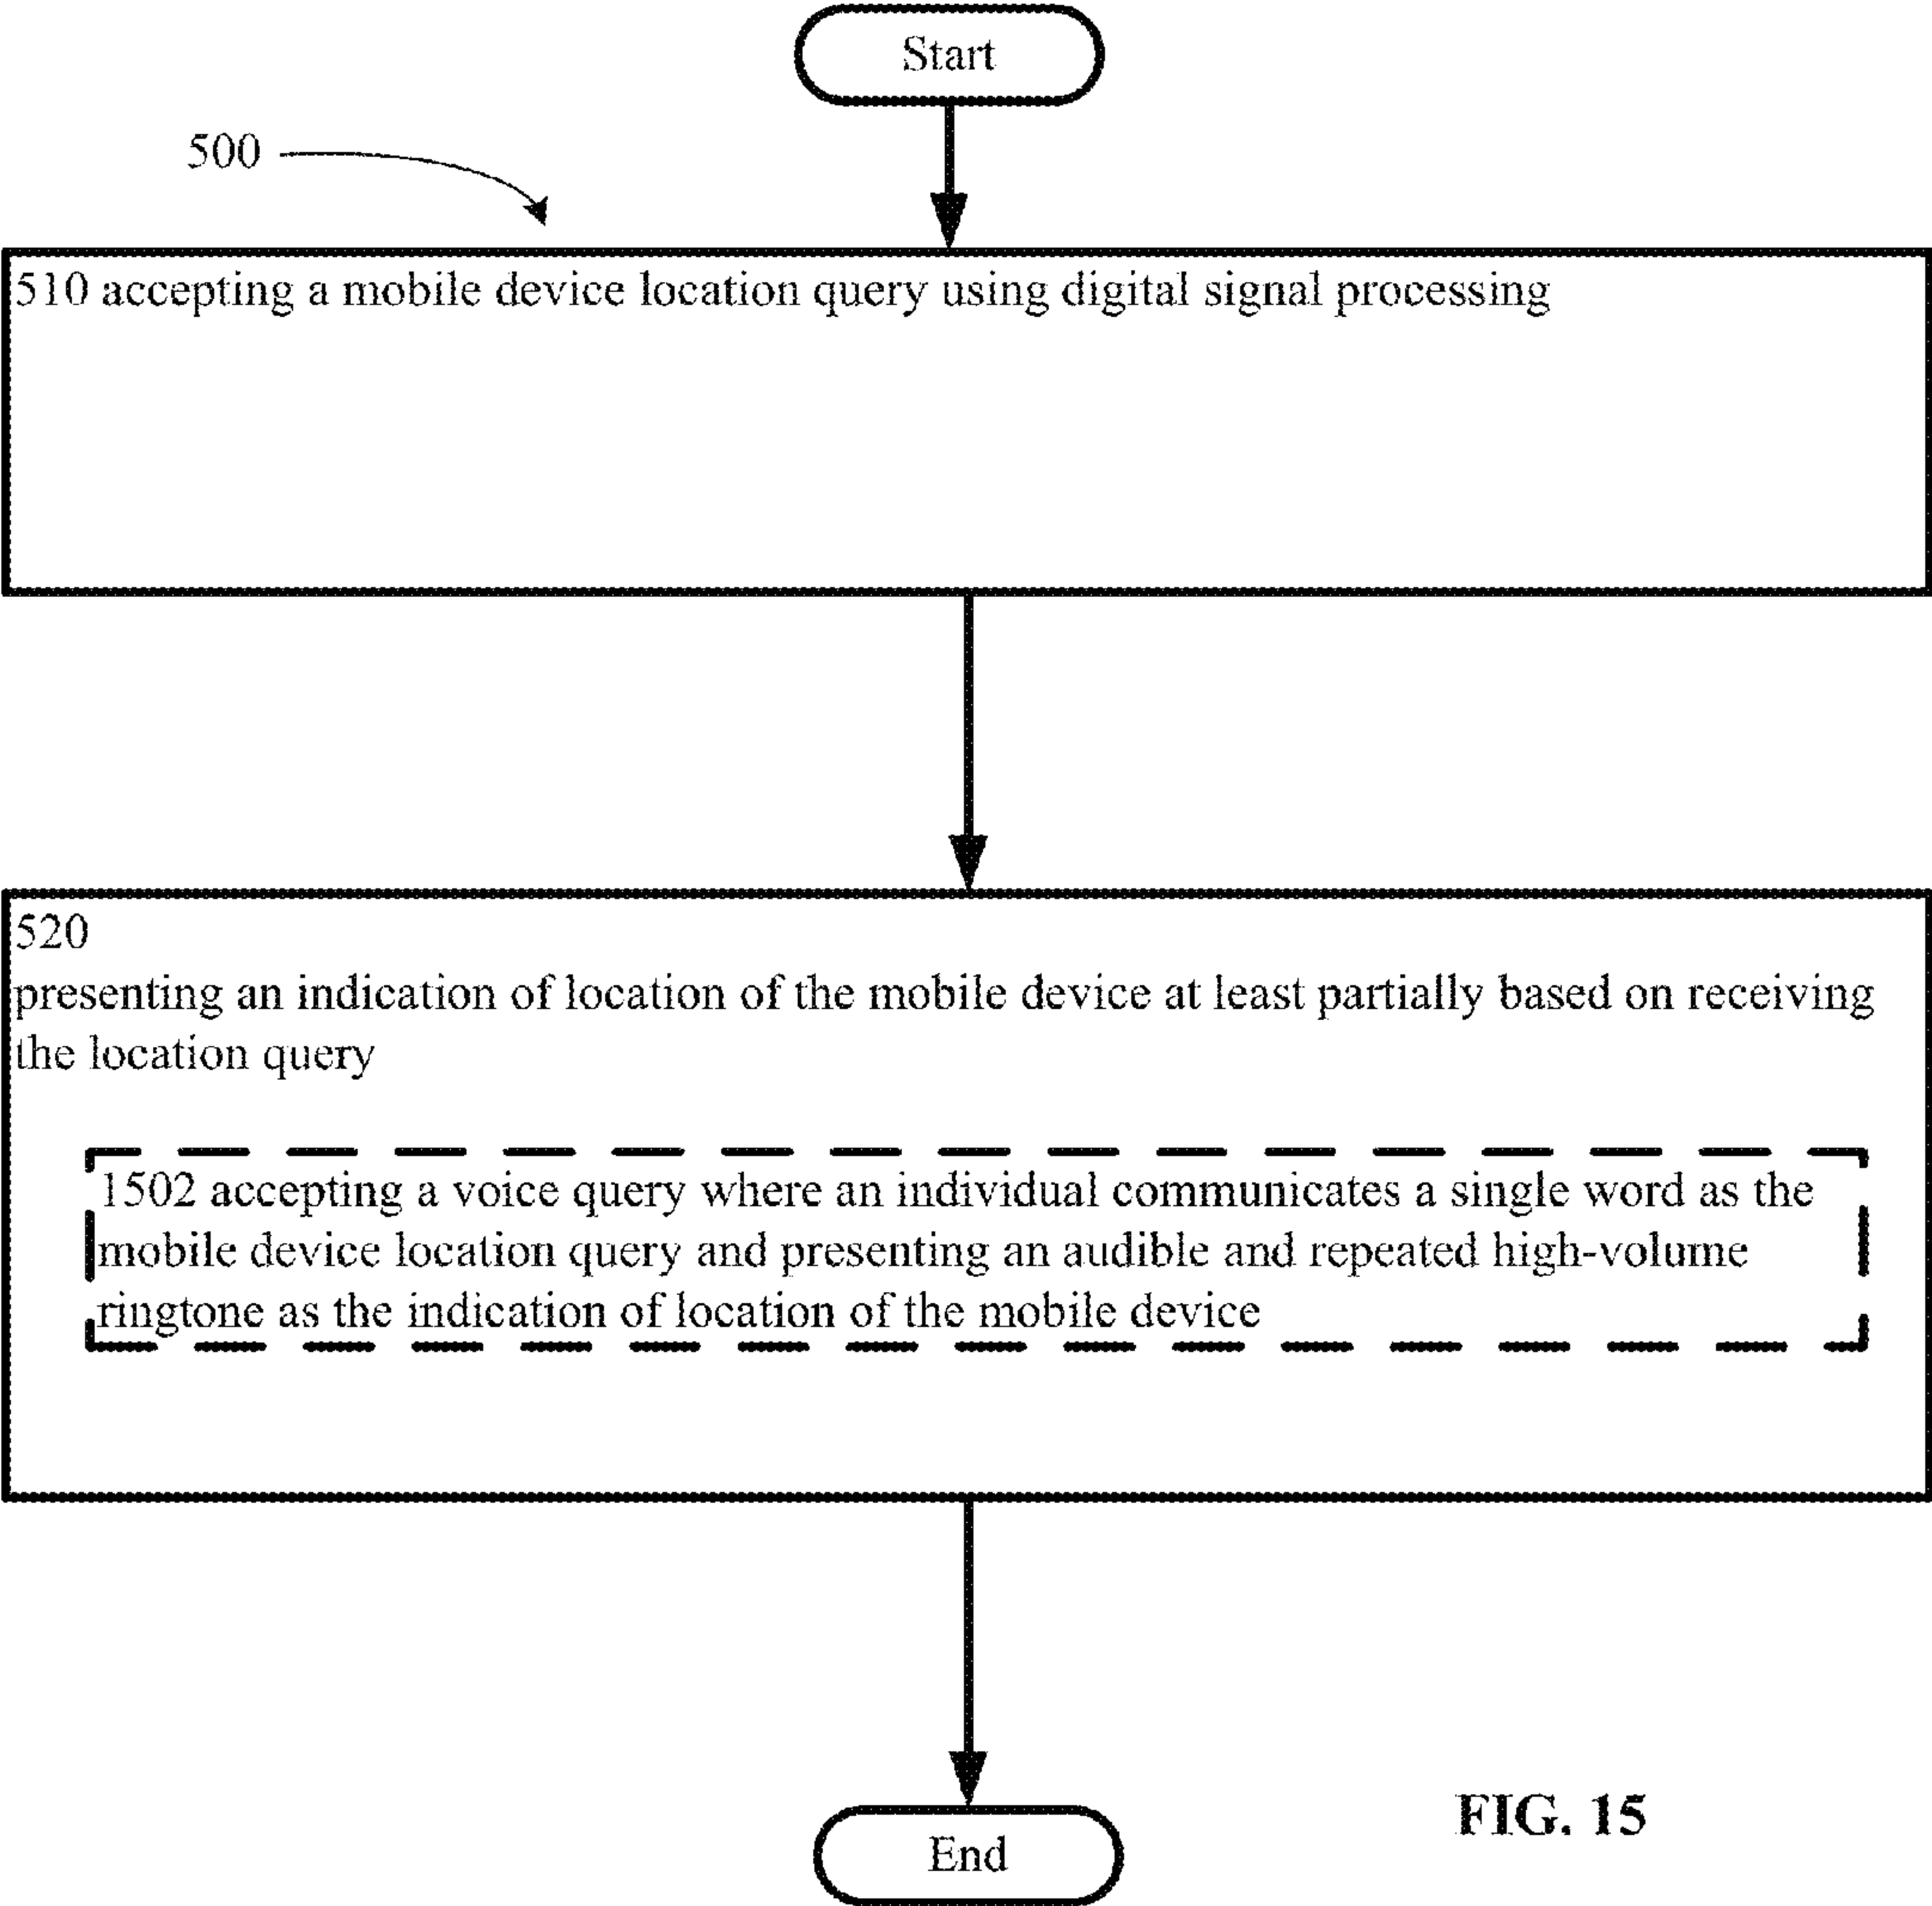 Start
500
510 accepting a mobile device location query using digital signal processing
520
presenting an indication of location of the mobile device at least partially based on receiving
the location query
1502 accepting a voice query where an individual communicates a single word as the
mobile device location query and presenting an audible and repeated high-volume
ringtone as the indication of location of the mobile device
End
FIG. 15